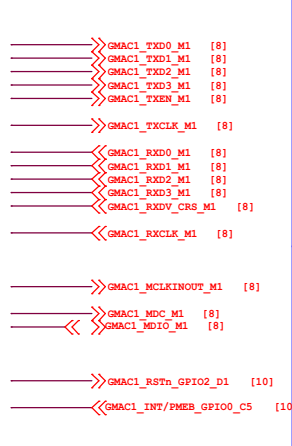 GMAC1_TXD0_M1 [8]
GMAC1_TXD1_M1 [8]
GMAC1_TXD2_M1 [8]
GMAC1_TXD3_M1 [8]
GMAC1_TXEN_M1 [8]
GMAC1_TXCLK_M1 [8]
GMAC1_RXD0_M1 [8]
GMAC1_RXD1_M1 [8]
GMAC1_RXD2_M1 [8]
GMAC1_RXD3_M1 [8]
GMAC1_RXDV_CRS_M1 [8]
GMAC1_RXCLK_M1 [8]
GMAC1_MCLKINOUT_M1 [8]
GMAC1_MDC_M1 [8]
GMAC1_MDIO_M1 [8]
GMAC1_RSTn_GPIO2_D1 [10]
GMAC1_INT/PMEB_GPIO0_C5 [10